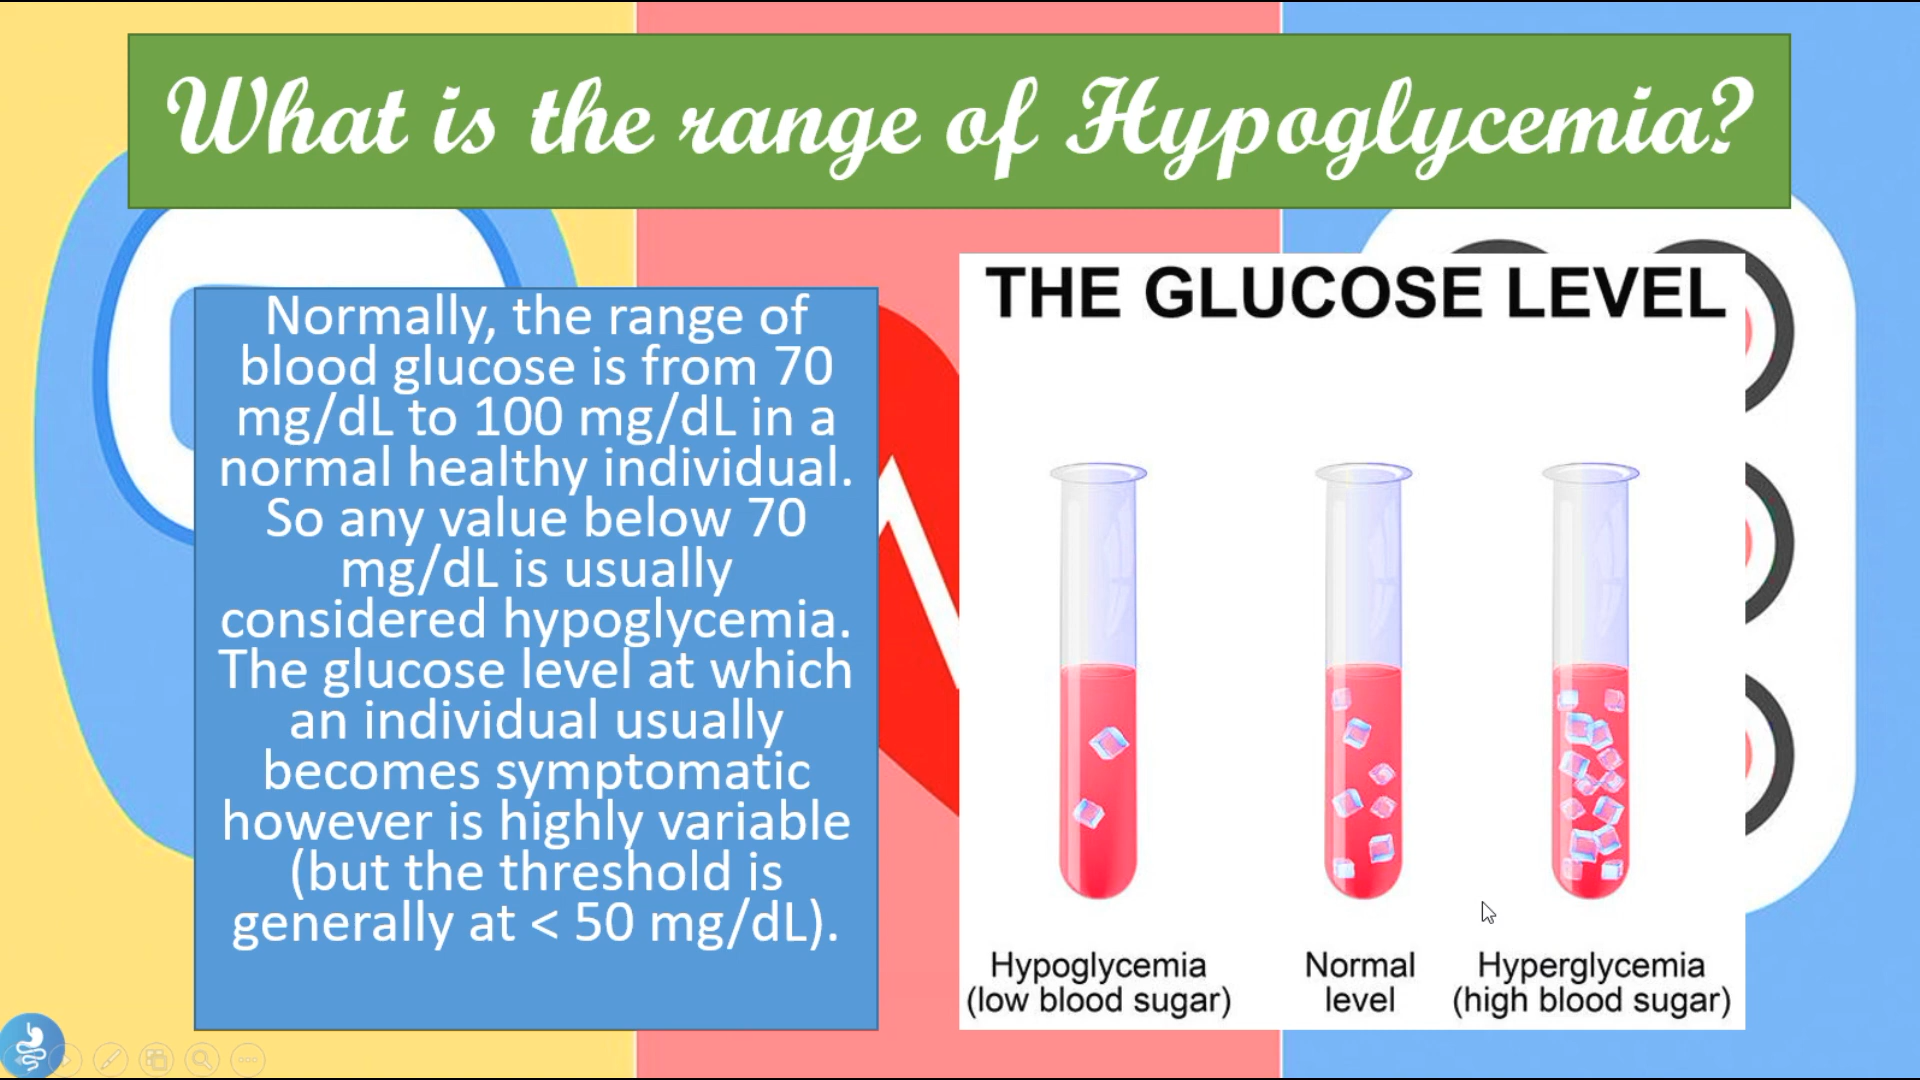 What is the range of Hypoglycemia?
Normally, the range of
blood glucose is from 70
mg/dL to 100 mg/dL in a
normal healthy individual.
So any value below 70
mg/dL is usually
considered hypoglycemia.
The glucose level at which
an individual usually
becomes symptomatic
however is highly variable
(but the threshold is
generally at < 50 mg/dL).
THE GLUCOSE LEVEL
Hypoglycemia
(low blood sugar)
Normal
level
Hyperglycemia
(high blood sugar)